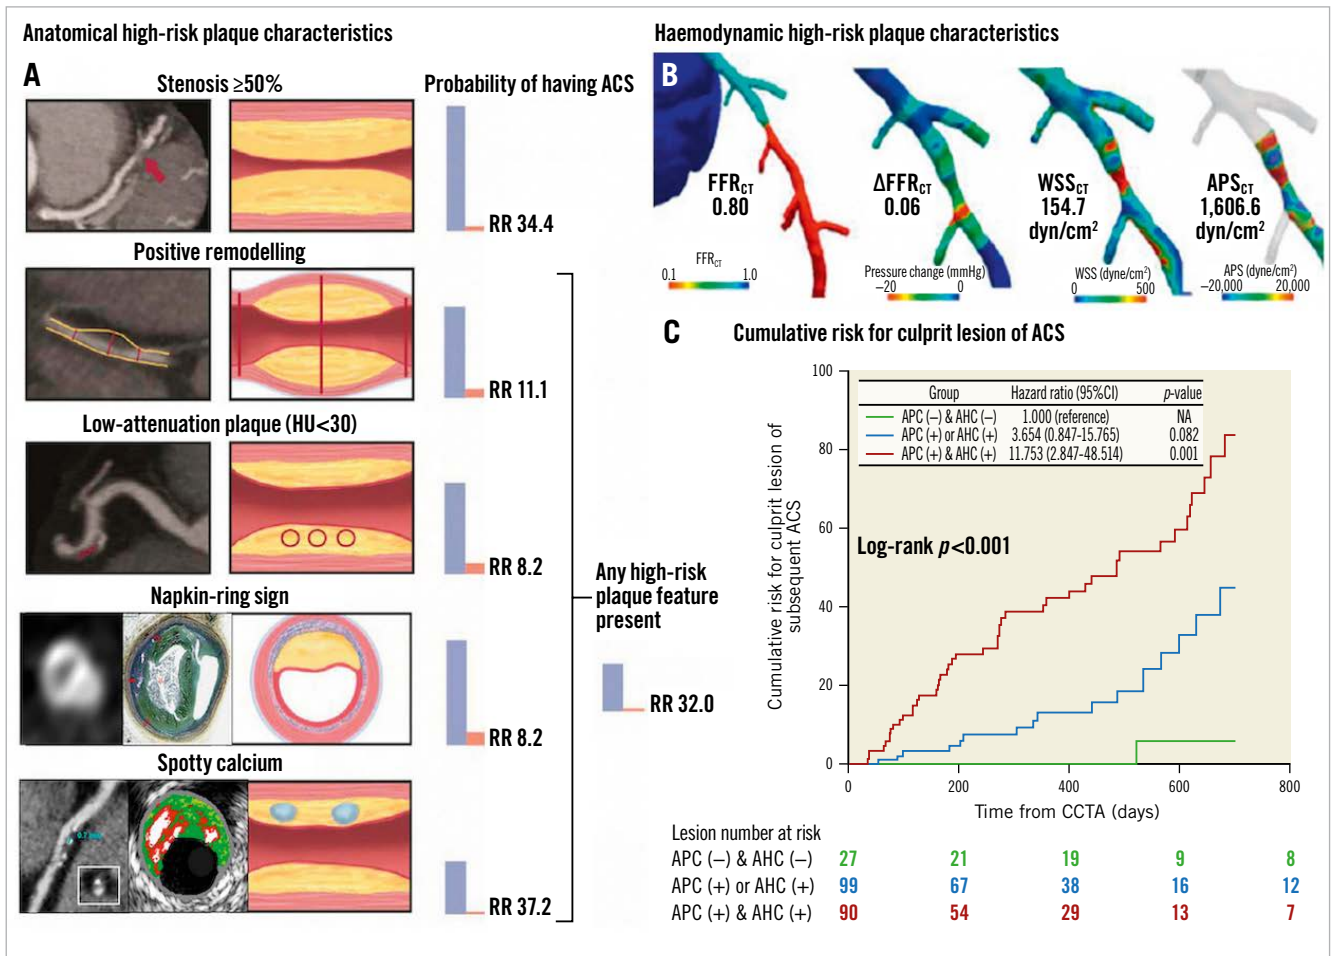 Anatomical high-risk plaque characteristics
A
Stenosis ≥50%
Probability of having ACS
RR 34.4
Positive remodelling
RR 11.1
Low-attenuation plaque (HU<30)
RR 8.2
Napkin-ring sign
RR 8.2
Spotty calcium
RR 37.2
Any high-risk
plaque feature
present
RR 32.0
Haemodynamic high-risk plaque characteristics
B
FFRCT
0.80
FFRCT
0.1 1.0
ΔFFRCT
0.06
Pressure change (mmHg)
–20 0
WSSCT
154.7
dyn/cm²
WSS (dyne/cm²)
0 500
APSCT
1,606.6
dyn/cm²
APS (dyne/cm²)
–20,000 20,000
C
Cumulative risk for culprit lesion of ACS
Cumulative risk for culprit lesion of
subsequent ACS
100
80
60
40
20
0
Group Hazard ratio (95%CI) p-value
APC (–) & AHC (–) 1.000 (reference) NA
APC (+) or AHC (+) 3.654 (0.847-15.765) 0.082
APC (+) & AHC (+) 11.753 (2.847-48.514) 0.001
Log-rank p<0.001
0 200 400 600 800
Time from CCTA (days)
Lesion number at risk
APC (–) & AHC (–) 27 21 19 9 8
APC (+) or AHC (+) 99 67 38 16 12
APC (+) & AHC (+) 90 54 29 13 7